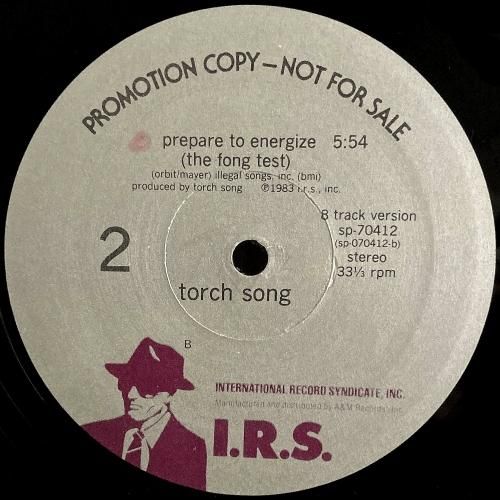 PROMOTION COPY — NOT FOR SALE
prepare to energize 5:54
(the fong test)
(orbit/mayer) illegal songs, inc. (bmi)
produced by torch song ℗1983 i.r.s., inc.
8 track version
sp-70412
(sp-070412-b)
stereo
33⅓ rpm
2
torch song
B
INTERNATIONAL RECORD SYNDICATE, INC.
Manufactured and distributed by A&M Records, Inc.
I.R.S.